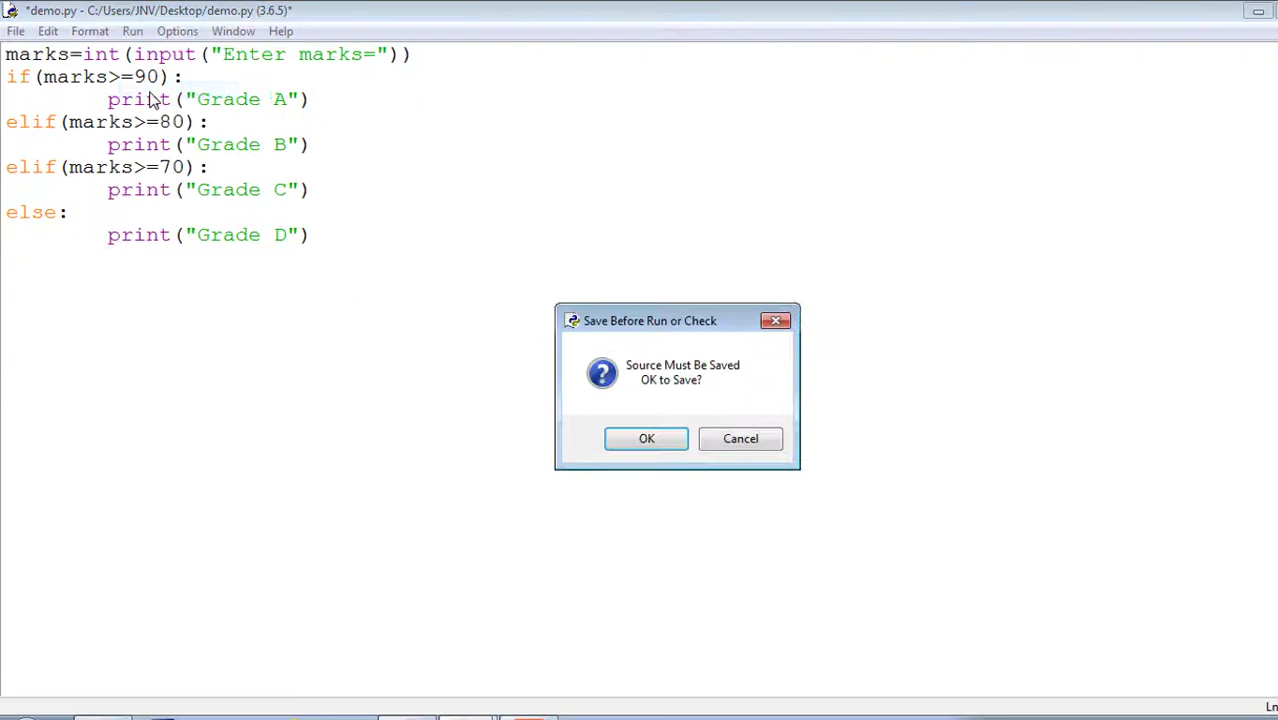 *demo.py - C:/Users/JNV/Desktop/demo.py (3.6.5)*
File Edit Format Run Options Window Help
marks=int(input("Enter marks="))
if(marks>=90):
print("Grade A")
elif(marks>=80):
print("Grade B")
elif(marks>=70):
print("Grade C")
else:
print("Grade D")
Save Before Run or Check
Source Must Be Saved
OK to Save?
OK Cancel
Ln